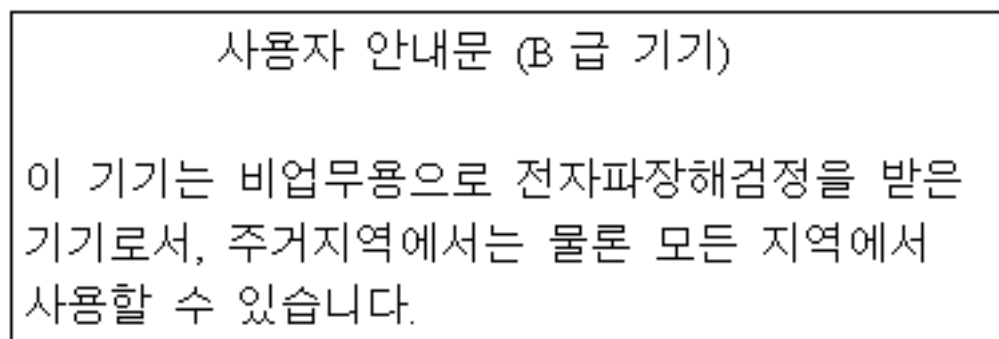 사용자 안내문 (B 급 기기)
이 기기는 비업무용으로 전자파장해검정을 받은
기기로서, 주거지역에서는 물론 모든 지역에서
사용할 수 있습니다.